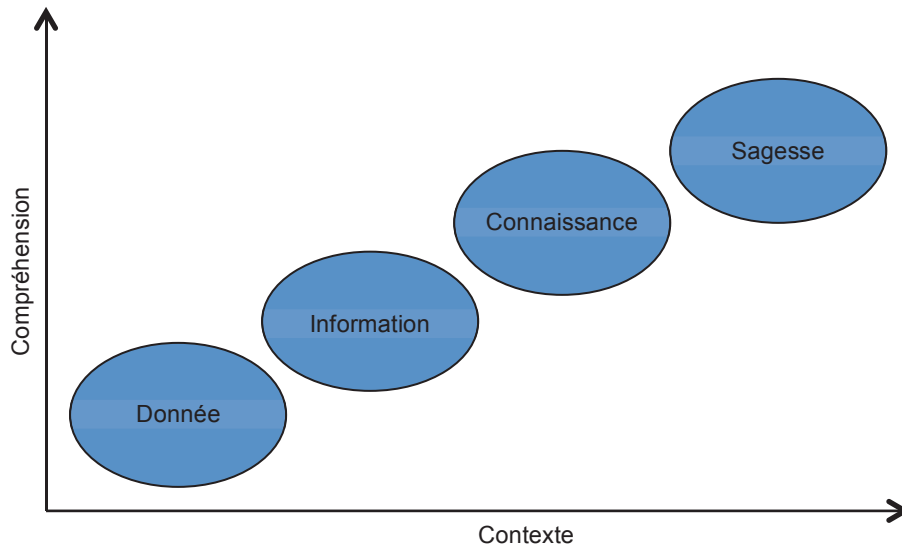 Sagesse
Connaissance
Information
Donnée
Compréhension
Contexte